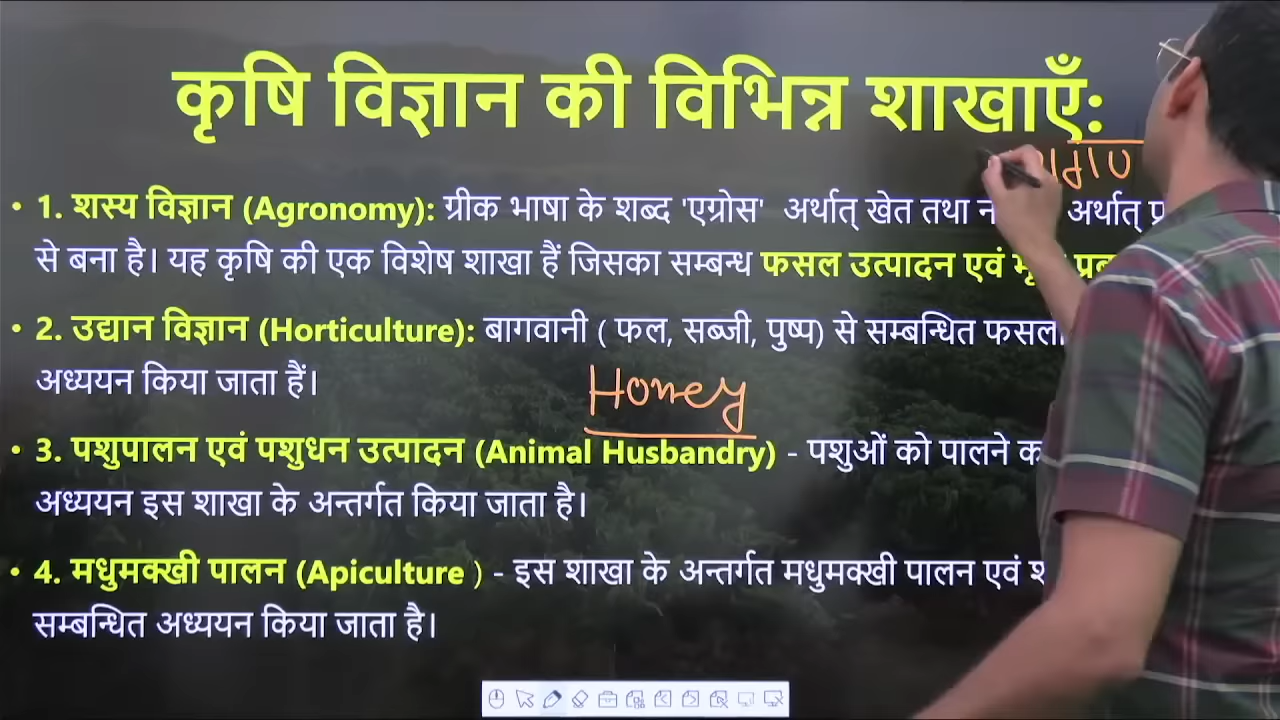 कृषि विज्ञान की विभिन्न शाखाएँ:
• 1. शस्य विज्ञान (Agronomy): ग्रीक भाषा के शब्द 'एग्रोस' अर्थात् खेत तथा अर्थात्
से बना है। यह कृषि की एक विशेष शाखा हैं जिसका सम्बन्ध फसल उत्पादन एवं
• 2. उद्यान विज्ञान (Horticulture): बागवानी ( फल, सब्जी, पुष्प) से सम्बन्धित
अध्ययन किया जाता हैं।
Honey
• 3. पशुपालन एवं पशुधन उत्पादन (Animal Husbandry) - पशुओं को पालने
अध्ययन इस शाखा के अन्तर्गत किया जाता है।
• 4. मधुमक्खी पालन (Apiculture ) - इस शाखा के अन्तर्गत मधुमक्खी पालन एवं
सम्बन्धित अध्ययन किया जाता है।